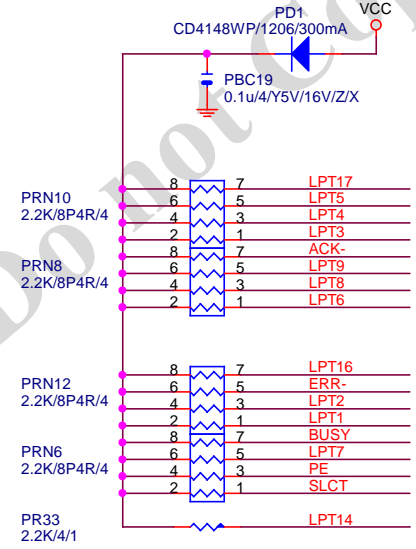 VCC
PD1
CD4148WP/1206/300mA
PBC19
0.1u/4/Y5V/16V/Z/X
PRN10
2.2K/8P4R/4
8 7 LPT17
6 5 LPT5
4 3 LPT4
2 1 LPT3
PRN8
2.2K/8P4R/4
8 7 ACK-
6 5 LPT9
4 3 LPT8
2 1 LPT6
PRN12
2.2K/8P4R/4
8 7 LPT16
6 5 ERR-
4 3 LPT2
2 1 LPT1
PRN6
2.2K/8P4R/4
8 7 BUSY
6 5 LPT7
4 3 PE
2 1 SLCT
PR33
2.2K/4/1
LPT14
Do not Cop